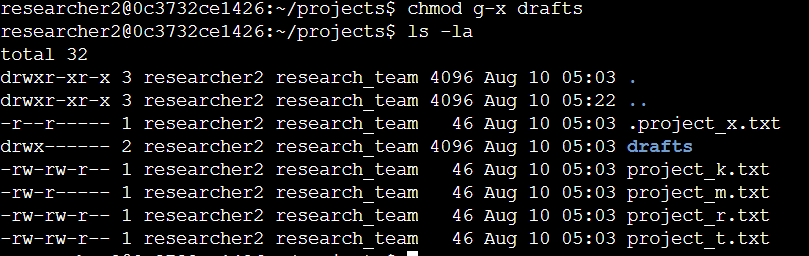 researcher2@0c3732ce1426:~/projects$ chmod g-x drafts
researcher2@0c3732ce1426:~/projects$ ls -la
total 32
drwxr-xr-x 3 researcher2 research_team 4096 Aug 10 05:03 .
drwxr-xr-x 3 researcher2 research_team 4096 Aug 10 05:22 ..
-r--r----- 1 researcher2 research_team   46 Aug 10 05:03 .project_x.txt
drwx------ 2 researcher2 research_team 4096 Aug 10 05:03 drafts
-rw-rw-r-- 1 researcher2 research_team   46 Aug 10 05:03 project_k.txt
-rw-rw-r-- 1 researcher2 research_team   46 Aug 10 05:03 project_m.txt
-rw-rw-r-- 1 researcher2 research_team   46 Aug 10 05:03 project_r.txt
-rw-rw-r-- 1 researcher2 research_team   46 Aug 10 05:03 project_t.txt